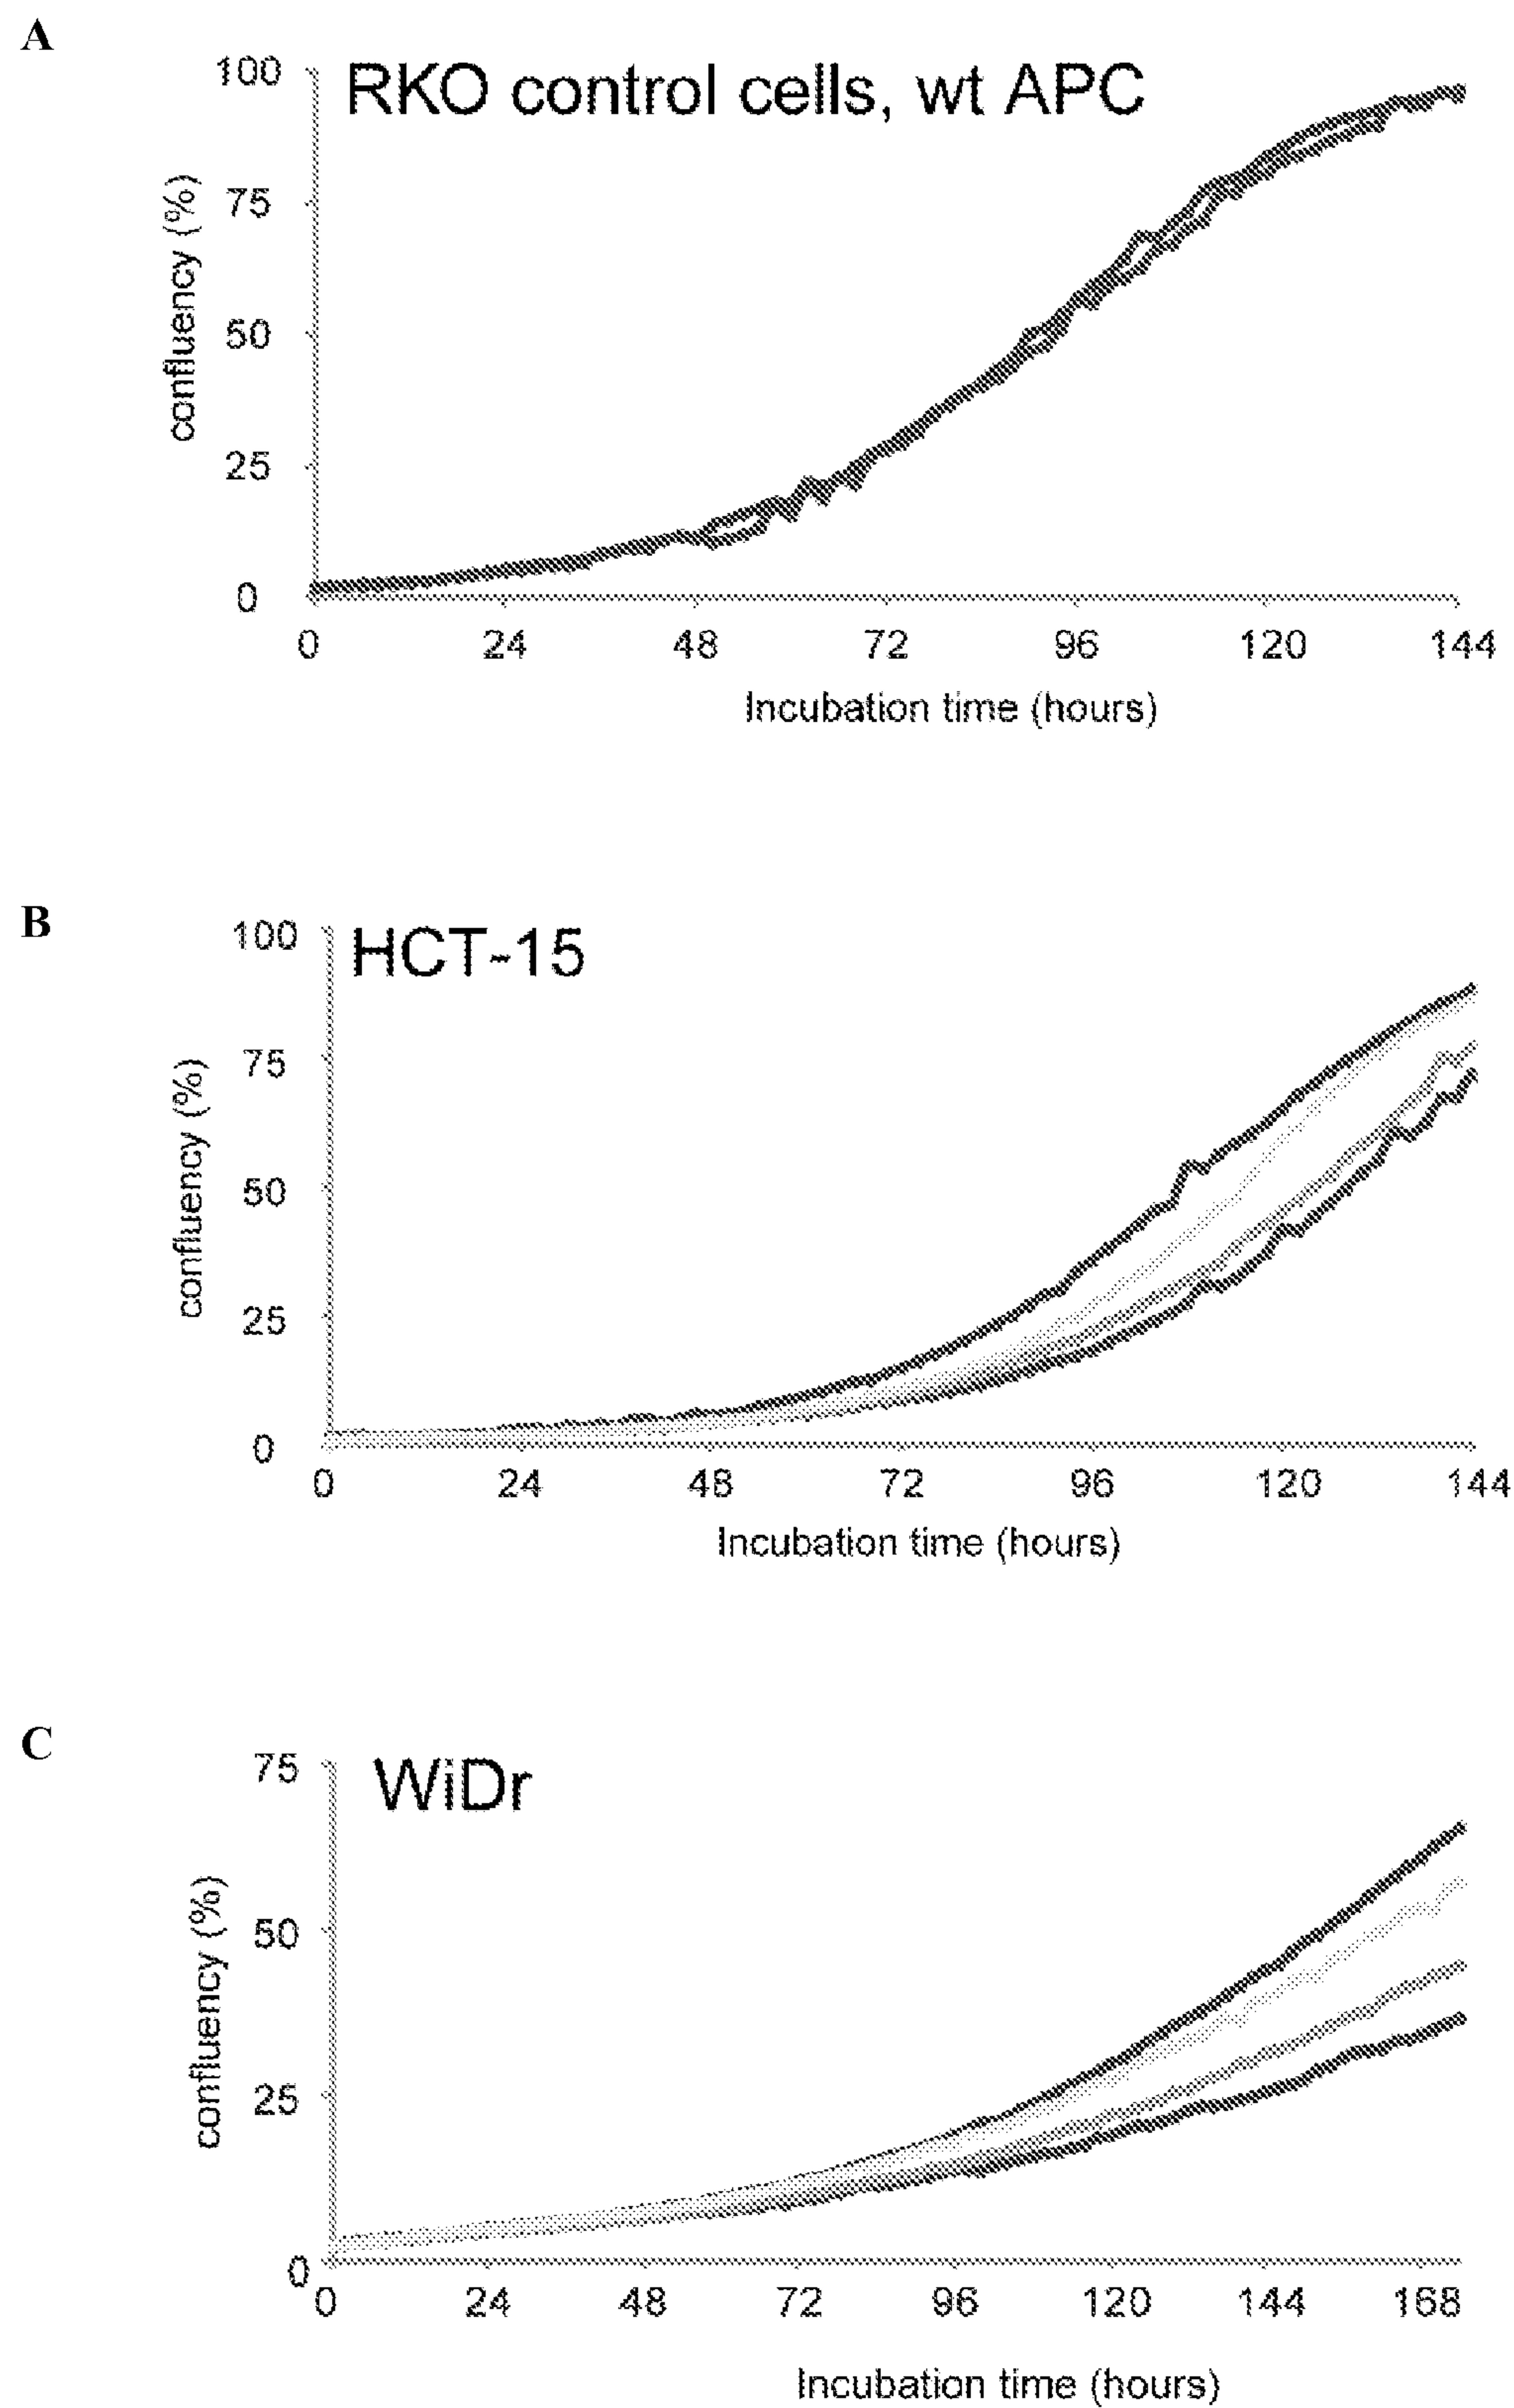 A
RKO control cells, wt APC
100
75
50
25
0
confluency (%)
0 24 48 72 96 120 144
Incubation time (hours)
B
HCT-15
100
75
50
25
0
confluency (%)
0 24 48 72 96 120 144
Incubation time (hours)
C
WiDr
75
50
25
0
confluency (%)
0 24 48 72 96 120 144 168
Incubation time (hours)